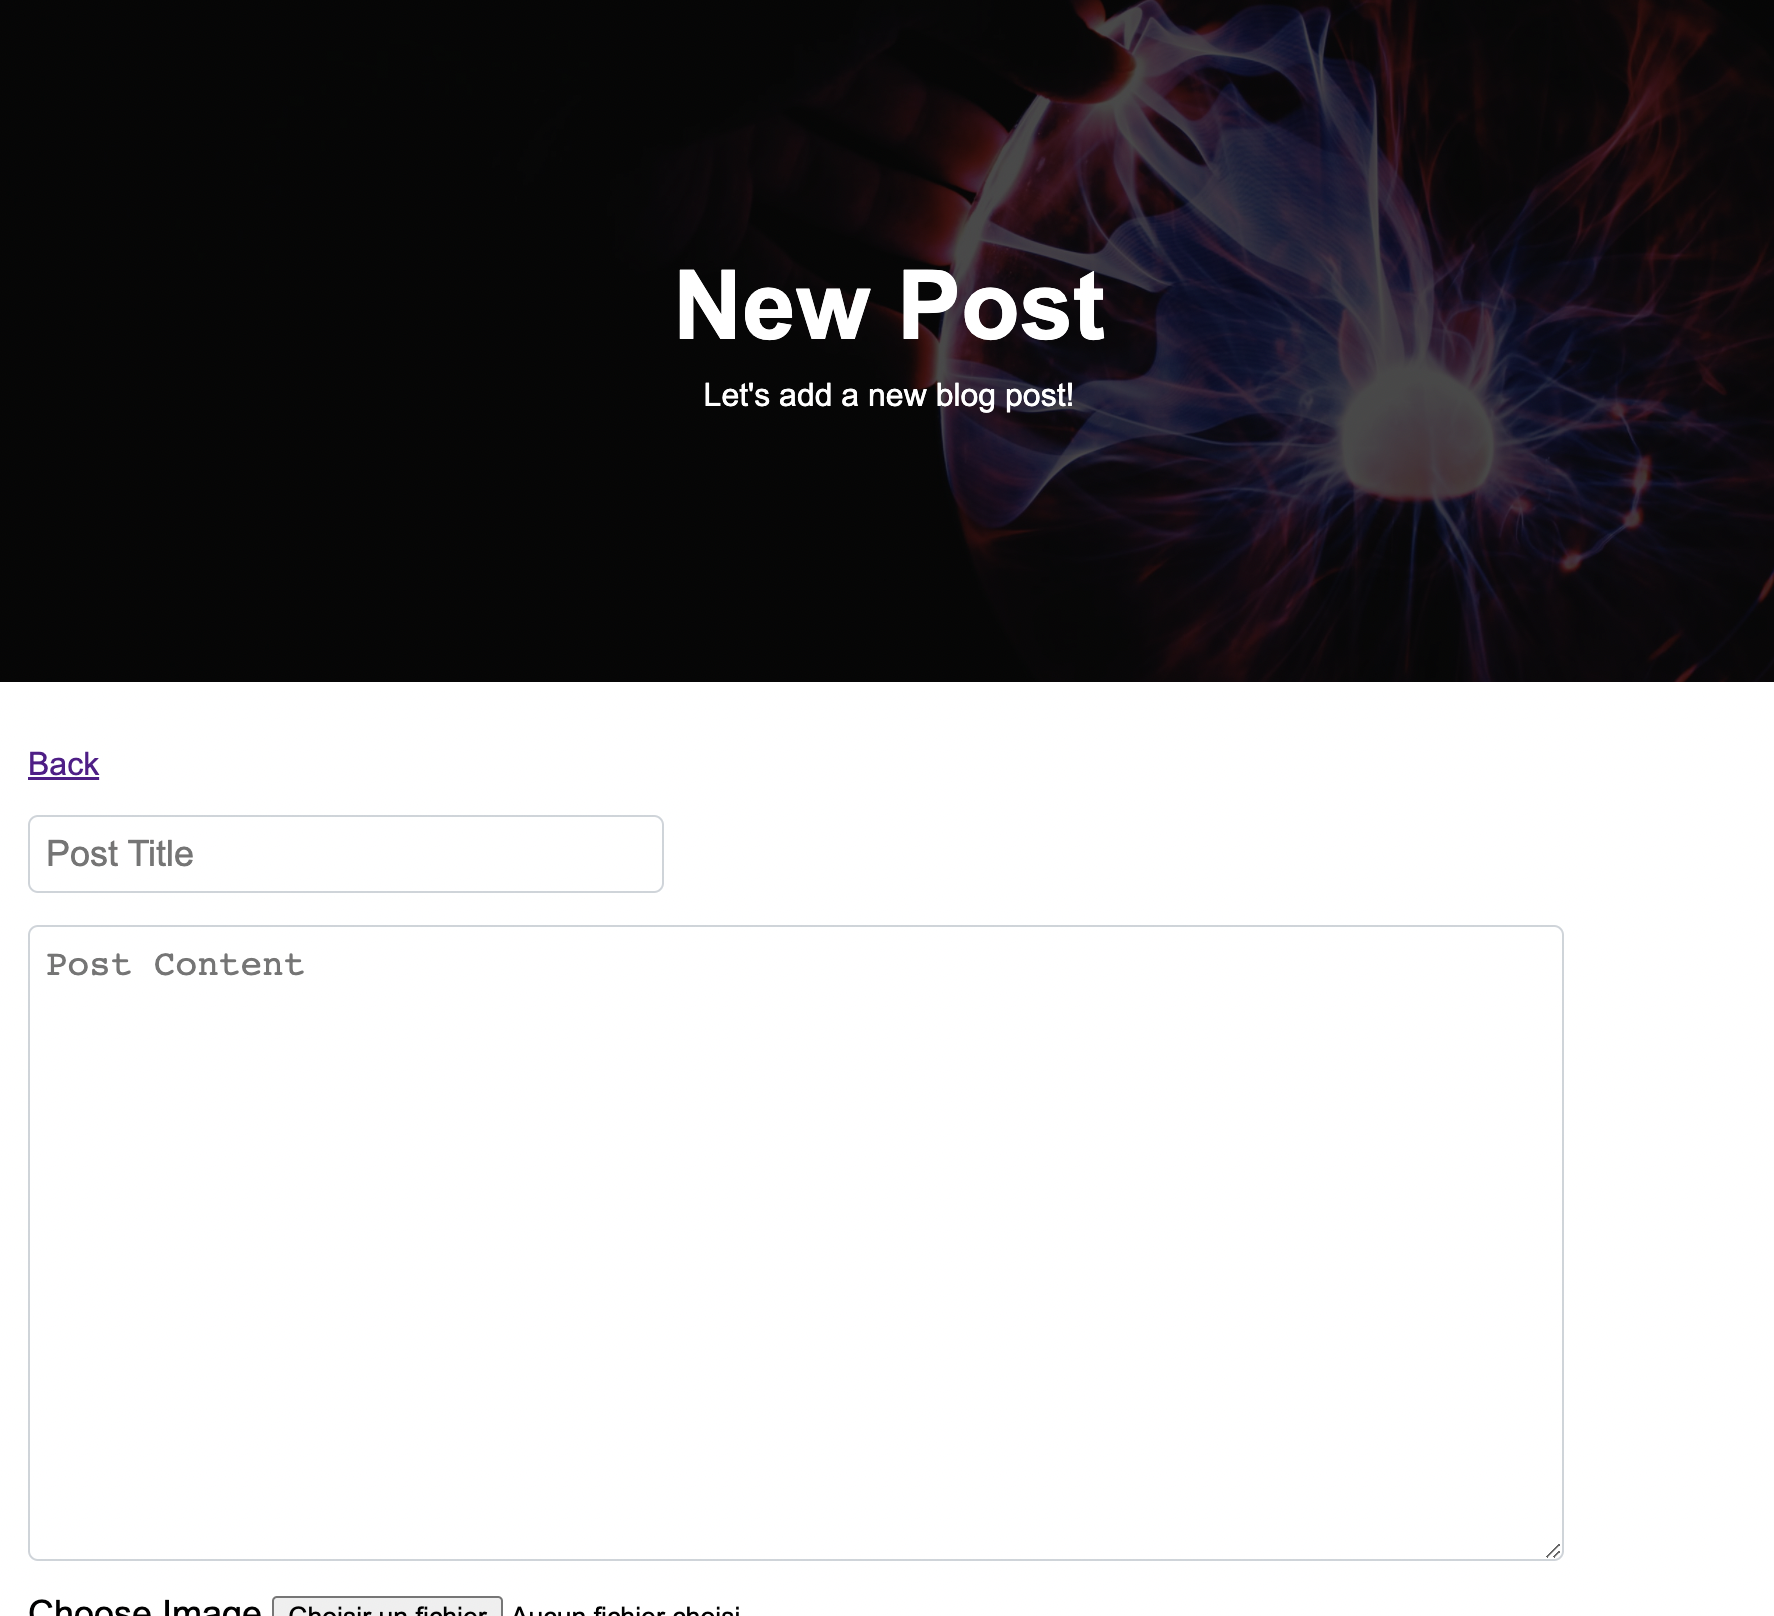 New Post
Let's add a new blog post!
Back
Post Title
Post Content
Choose Image Choisir un fichier Aucun fichier choisi